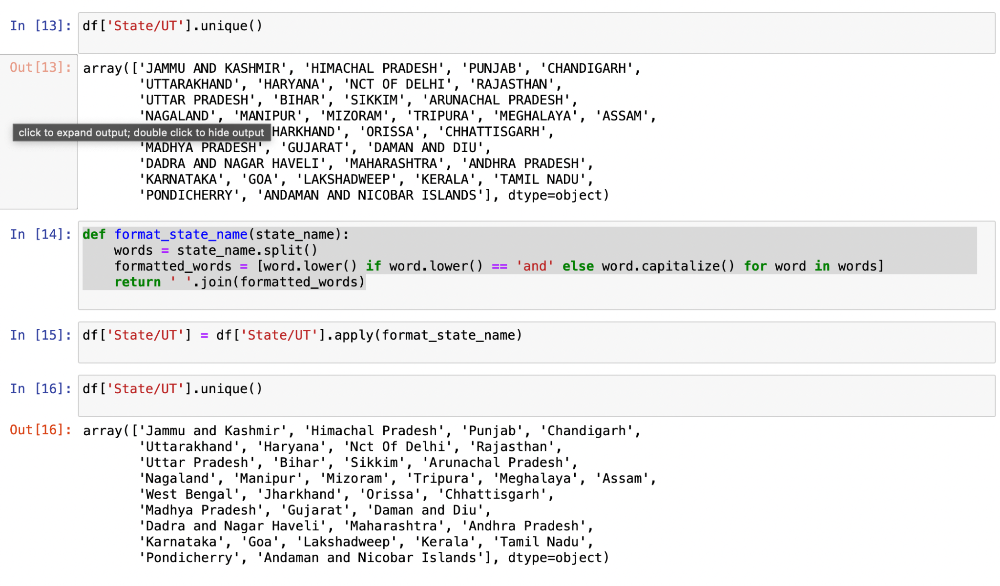 In [13]: df['State/UT'].unique()
Out[13]: array(['JAMMU AND KASHMIR', 'HIMACHAL PRADESH', 'PUNJAB', 'CHANDIGARH',
'UTTARAKHAND', 'HARYANA', 'NCT OF DELHI', 'RAJASTHAN',
'UTTAR PRADESH', 'BIHAR', 'SIKKIM', 'ARUNACHAL PRADESH',
'NAGALAND', 'MANIPUR', 'MIZORAM', 'TRIPURA', 'MEGHALAYA', 'ASSAM',
click to expand output; double click to hide output HARKHAND', 'ORISSA', 'CHHATTISGARH',
'MADHYA PRADESH', 'GUJARAT', 'DAMAN AND DIU',
'DADRA AND NAGAR HAVELI', 'MAHARASHTRA', 'ANDHRA PRADESH',
'KARNATAKA', 'GOA', 'LAKSHADWEEP', 'KERALA', 'TAMIL NADU',
'PONDICHERRY', 'ANDAMAN AND NICOBAR ISLANDS'], dtype=object)
In [14]: def format_state_name(state_name):
words = state_name.split()
formatted_words = [word.lower() if word.lower() == 'and' else word.capitalize() for word in words]
return ' '.join(formatted_words)
In [15]: df['State/UT'] = df['State/UT'].apply(format_state_name)
In [16]: df['State/UT'].unique()
Out[16]: array(['Jammu and Kashmir', 'Himachal Pradesh', 'Punjab', 'Chandigarh',
'Uttarakhand', 'Haryana', 'Nct Of Delhi', 'Rajasthan',
'Uttar Pradesh', 'Bihar', 'Sikkim', 'Arunachal Pradesh',
'Nagaland', 'Manipur', 'Mizoram', 'Tripura', 'Meghalaya', 'Assam',
'West Bengal', 'Jharkhand', 'Orissa', 'Chhattisgarh',
'Madhya Pradesh', 'Gujarat', 'Daman and Diu',
'Dadra and Nagar Haveli', 'Maharashtra', 'Andhra Pradesh',
'Karnataka', 'Goa', 'Lakshadweep', 'Kerala', 'Tamil Nadu',
'Pondicherry', 'Andaman and Nicobar Islands'], dtype=object)